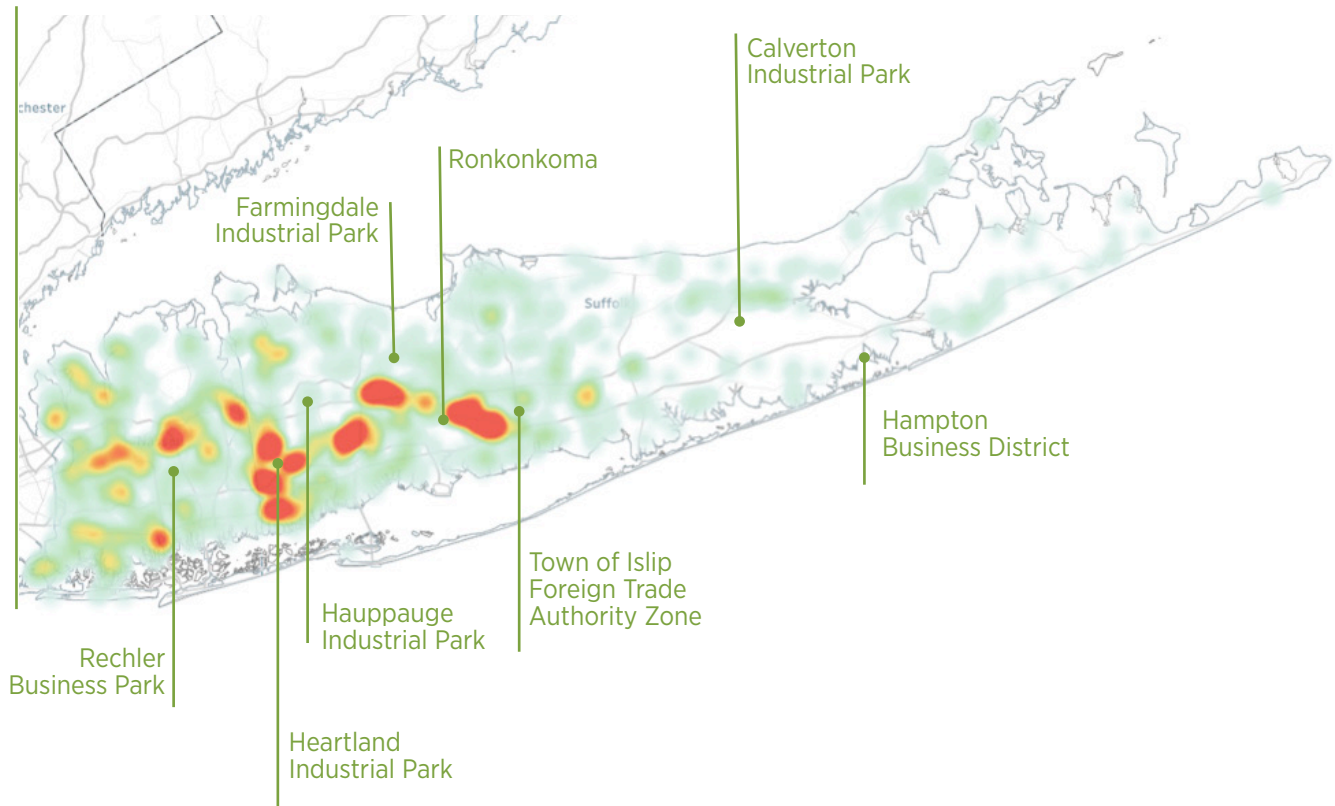 Calverton
Industrial Park
chester
Ronkonkoma
Farmingdale
Industrial Park
Suffolk
Hampton
Business District
Town of Islip
Foreign Trade
Authority Zone
Hauppauge
Industrial Park
Rechler
Business Park
Heartland
Industrial Park